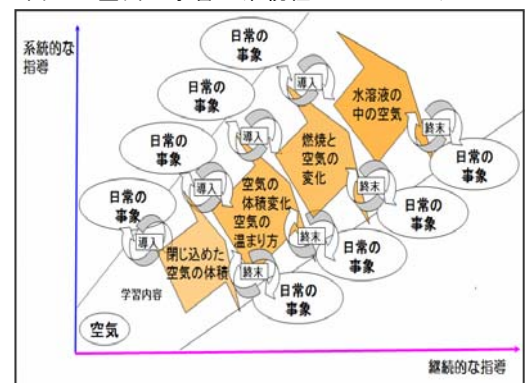 系統的な
指導
日常の
事象
導入
水溶液の
中の空気
終末
日常の
事象
日常の
事象
導入
燃焼と
空気の
変化
終末
日常の
事象
日常の
事象
導入
空気の
体積変化
空気の
温まり方
終末
日常の
事象
日常の
事象
導入
閉じ込めた
空気の体積
終末
日常の
事象
学習内容
空気
継続的な指導